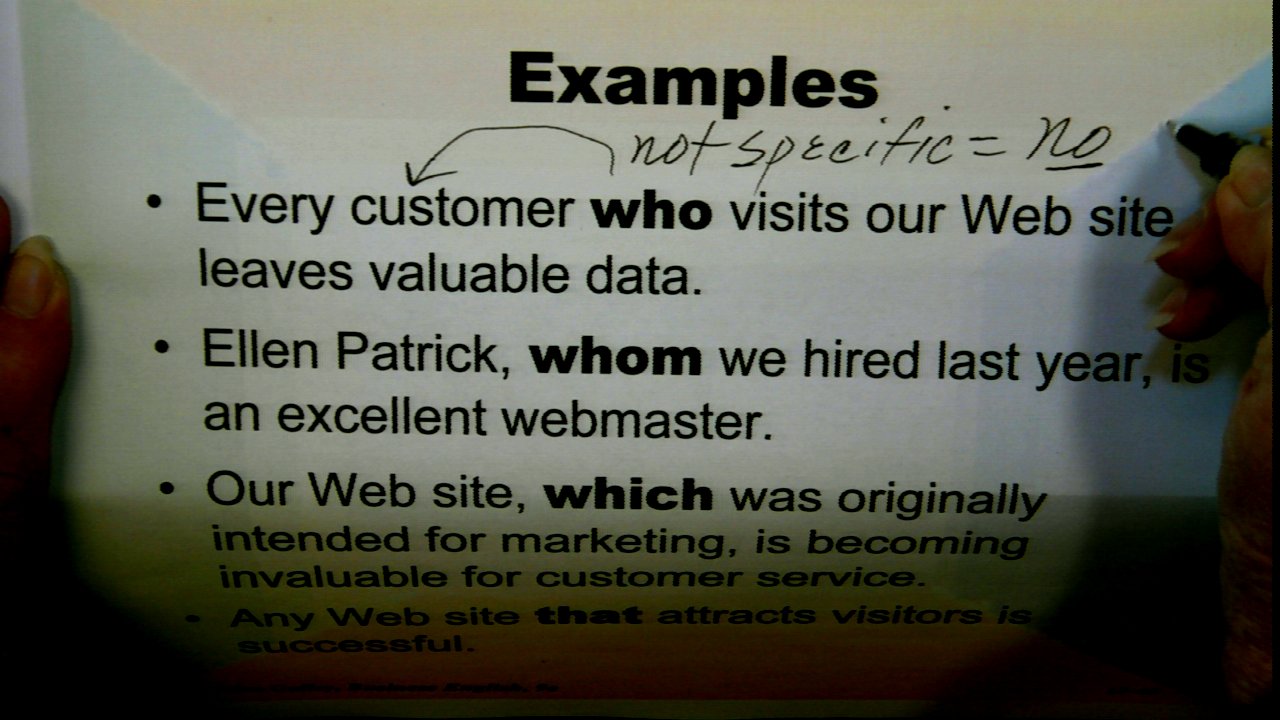 Examples
not specific = no
• Every customer who visits our Web site
leaves valuable data.
• Ellen Patrick, whom we hired last year, is
an excellent webmaster.
• Our Web site, which was originally
intended for marketing, is becoming
invaluable for customer service.
• Any Web site that attracts visitors is
successful.
Business English,